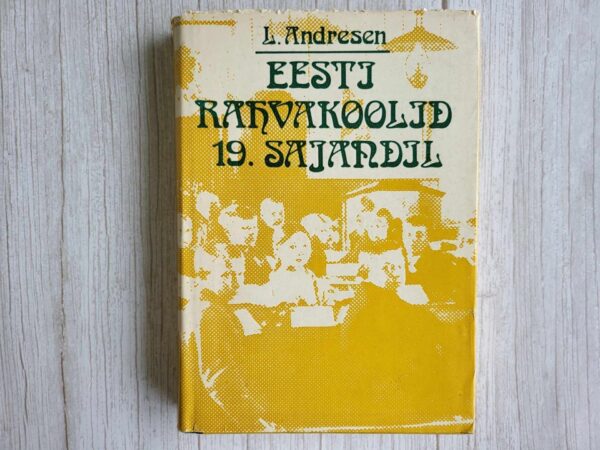 L. Andresen
EESTI
RAHVAKOOLID
19. SAJANDIL